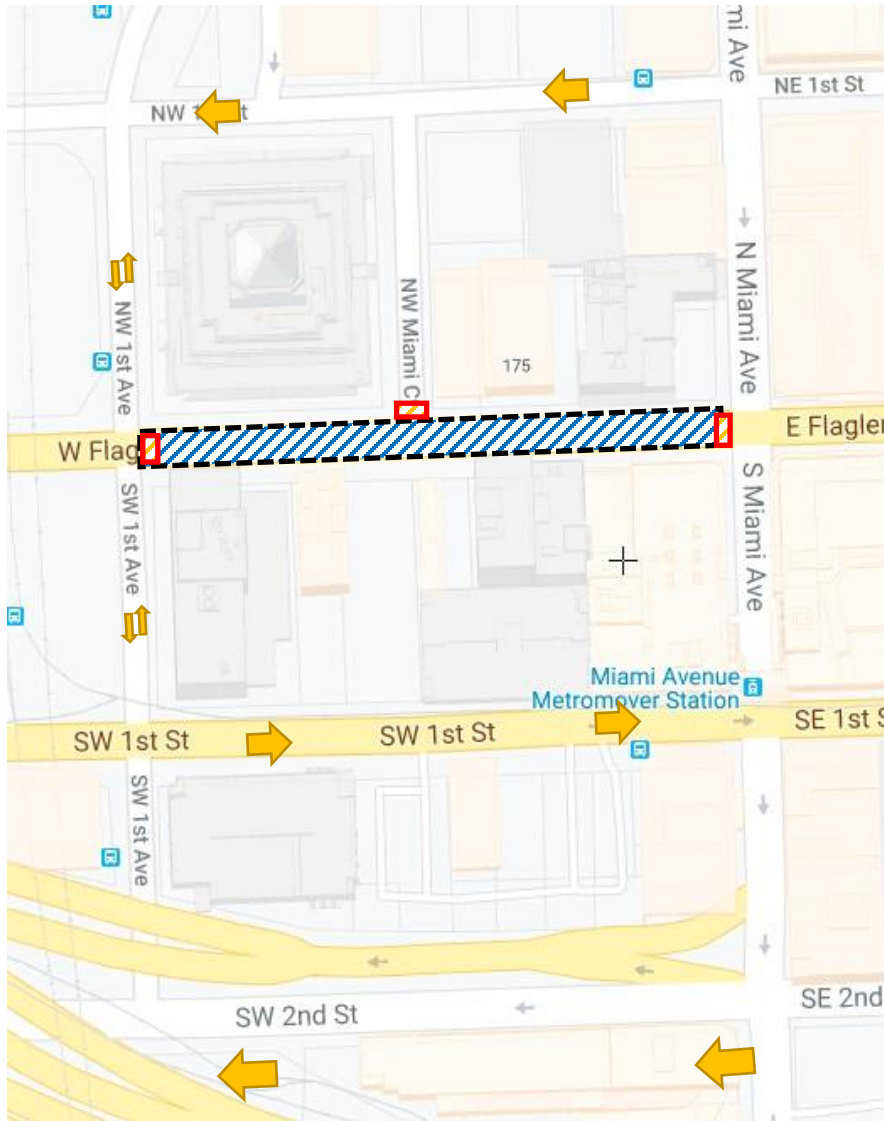 mi Ave
NE 1st St
NW 1 t
N Miami Ave
NW Miami C
NW 1st Ave
175
W Flag
E Flagler
SW 1st Ave
S Miami Ave
Miami Avenue
Metromover Station
SW 1st St
SW 1st St
SE 1st S
SW 1st Ave
SW 2nd St
SE 2nd